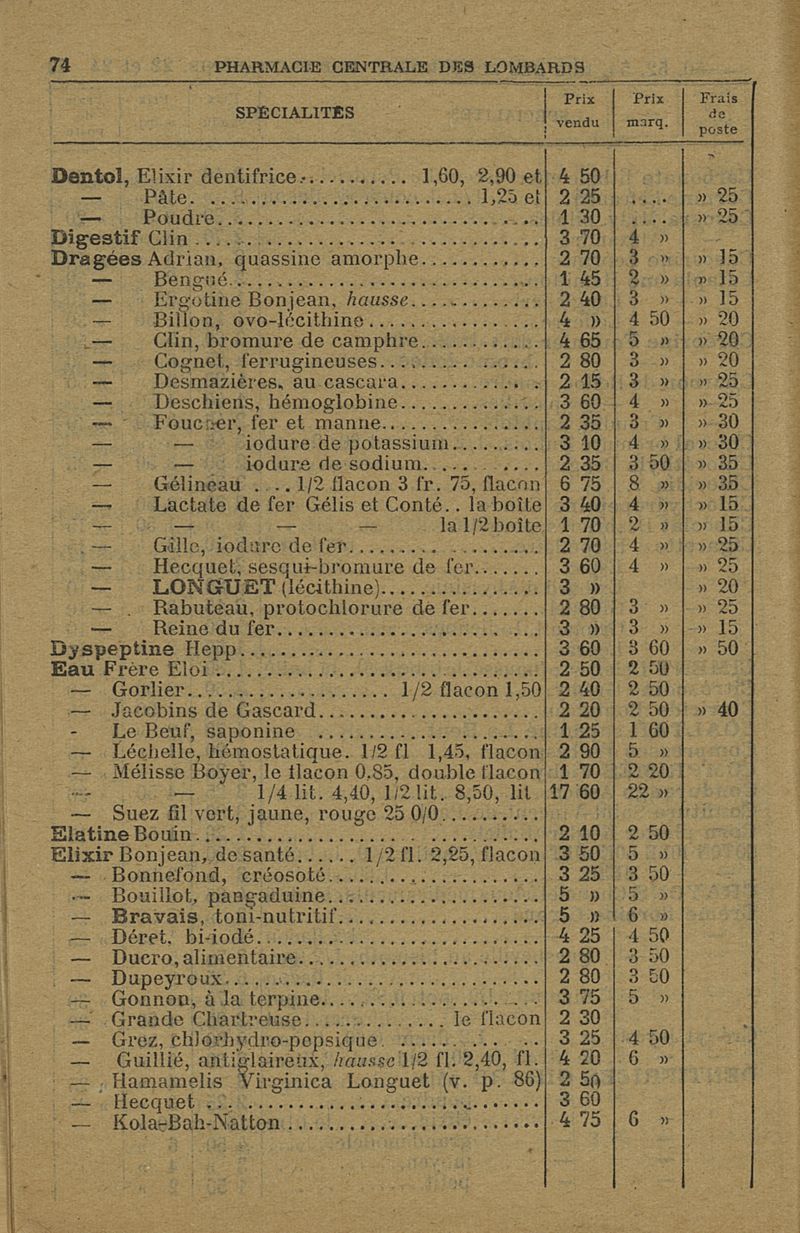 74 PHARMACIE CENTRALE DES LOMBARDS
SPÉCIALITÉS Prix vendu Prix marq. Frais de poste
Dentol, Elixir dentifrice........... 1,60, 2,90 et 4 50
— Pâte............................ 1,25 et 2 25 .... » 25
— Poudre............................ 1 30 .... » 25
Digestif Clin............................ 3 70 4 »
Dragées Adrian, quassine amorphe............ 2 70 3 » » 15
— Bengué............................ 1 45 2 » » 15
— Ergotine Bonjean, hausse............ 2 40 3 » » 15
— Billon, ovo-lécithine................ 4 » 4 50 » 20
— Clin, bromure de camphre............ 4 65 5 » » 20
— Cognet, ferrugineuses................ 2 80 3 » » 20
— Desmazières, au cascara............ 2 15 3 » » 25
— Deschiens, hémoglobine............ 3 60 4 » » 25
— Foucher, fer et manne............ 2 35 3 » » 30
— — iodure de potassium......... 3 10 4 » » 30
— — iodure de sodium............ 2 35 3 50 » 35
— Gélineau .... 1/2 flacon 3 fr. 75, flacon 6 75 8 » » 35
— Lactate de fer Gélis et Conté.. la boîte 3 40 4 » » 15
— — — — la 1/2 boîte 1 70 2 » » 15
— Gille, iodure de fer.................. 2 70 4 » » 25
— Hecquet, sesqui-bromure de fer....... 3 60 4 » » 25
— LONGUET (lécithine)................ 3 » » 20
— Rabuteau, protochlorure de fer....... 2 80 3 » » 25
— Reine du fer........................ 3 » 3 » » 15
Dyspeptine Hepp............................ 3 60 3 60 » 50
Eau Frère Eloi............................ 2 50 2 50
— Gorlier.................... 1/2 flacon 1,50 2 40 2 50
— Jacobins de Gascard.................... 2 20 2 50 » 40
- Le Beuf, saponine .................... 1 25 1 60
— Léchelle, hémostatique. 1/2 fl 1,45, flacon 2 90 5 »
— Mélisse Boyer, le flacon 0.85, double flacon 1 70 2 20
— — 1/4 lit. 4,40, 1/2 lit. 8,50, lit 17 60 22 »
— Suez fil vert, jaune, rouge 25 0/0..........
Elatine Bouin............................ 2 10 2 50
Elixir Bonjean, de santé...... 1/2 fl. 2,25, flacon 3 50 5 »
— Bonnefond, créosoté.................... 3 25 3 50
— Bouillot, pangaduine.................... 5 » 5 »
— Bravais, toni-nutritif.................... 5 » 6 »
— Déret, bi-iodé........................ 4 25 4 50
— Ducro, alimentaire.................... 2 80 3 50
— Dupeyroux............................ 2 80 3 50
— Gonnon, à la terpine.................... 3 75 5 »
— Grande Chartreuse.............. le flacon 2 30
— Grez, chlorhydro-pepsique............ 3 25 4 50
— Guillié, antiglaireux, hausse 1/2 fl. 2,40, fl. 4 20 6 »
— Hamamelis Virginica Longuet (v. p. 86) 2 50
— Hecquet ............................ 3 60
— Kola-Bah-Natton........................ 4 75 6 »